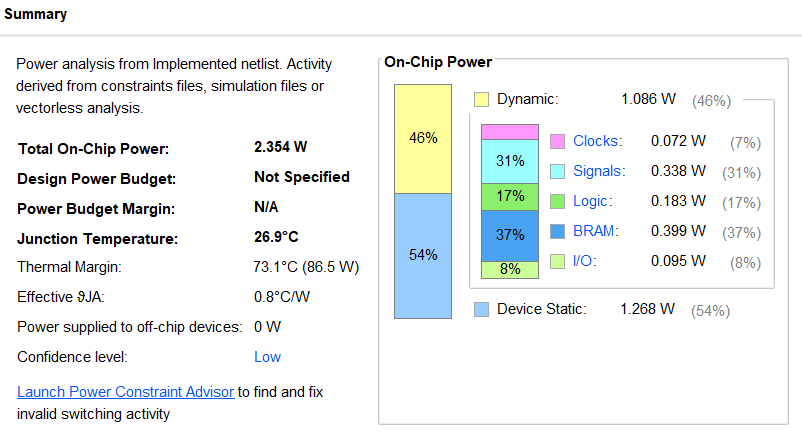 Summary
Power analysis from Implemented netlist. Activity
derived from constraints files, simulation files or
vectorless analysis.
Total On-Chip Power: 2.354 W
Design Power Budget: Not Specified
Power Budget Margin: N/A
Junction Temperature: 26.9°C
Thermal Margin: 73.1°C (86.5 W)
Effective ϑJA: 0.8°C/W
Power supplied to off-chip devices: 0 W
Confidence level: Low
Launch Power Constraint Advisor to find and fix
invalid switching activity
On-Chip Power
46%
54%
Dynamic: 1.086 W (46%)
31%
17%
37%
8%
Clocks: 0.072 W (7%)
Signals: 0.338 W (31%)
Logic: 0.183 W (17%)
BRAM: 0.399 W (37%)
I/O: 0.095 W (8%)
Device Static: 1.268 W (54%)